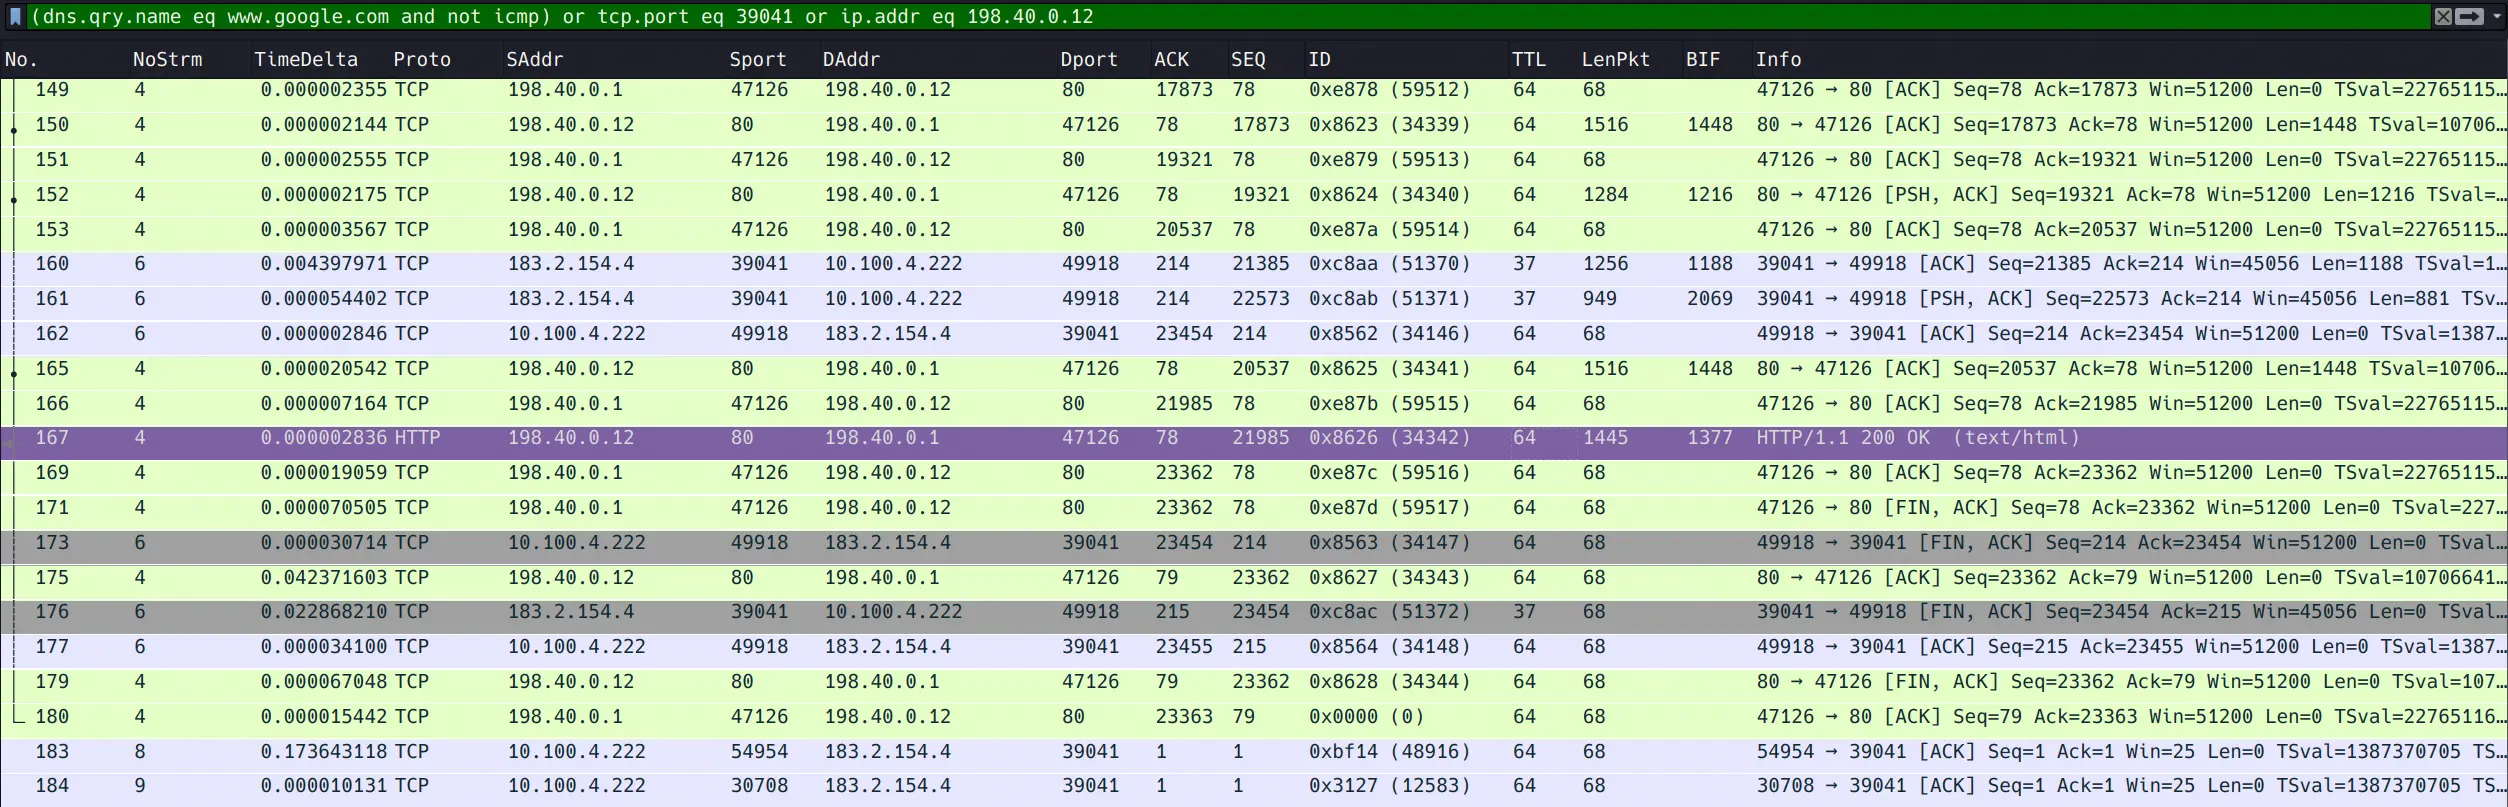 (dns.qry.name eq www.google.com and not icmp) or tcp.port eq 39041 or ip.addr eq 198.40.0.12
No. NoStrm TimeDelta Proto SAddr Sport DAddr Dport ACK SEQ ID TTL LenPkt BIF Info
149 4 0.000002355 TCP 198.40.0.1 47126 198.40.0.12 80 17873 78 0xe878 (59512) 64 68 47126 → 80 [ACK] Seq=78 Ack=17873 Win=51200 Len=0 TSval=22765115…
150 4 0.000002144 TCP 198.40.0.12 80 198.40.0.1 47126 78 17873 0x8623 (34339) 64 1516 1448 80 → 47126 [ACK] Seq=17873 Ack=78 Win=51200 Len=1448 TSval=10706…
151 4 0.000002555 TCP 198.40.0.1 47126 198.40.0.12 80 19321 78 0xe879 (59513) 64 68 47126 → 80 [ACK] Seq=78 Ack=19321 Win=51200 Len=0 TSval=22765115…
152 4 0.000002175 TCP 198.40.0.12 80 198.40.0.1 47126 78 19321 0x8624 (34340) 64 1284 1216 80 → 47126 [PSH, ACK] Seq=19321 Ack=78 Win=51200 Len=1216 TSval=…
153 4 0.000003567 TCP 198.40.0.1 47126 198.40.0.12 80 20537 78 0xe87a (59514) 64 68 47126 → 80 [ACK] Seq=78 Ack=20537 Win=51200 Len=0 TSval=22765115…
160 6 0.004397971 TCP 183.2.154.4 39041 10.100.4.222 49918 214 21385 0xc8aa (51370) 37 1256 1188 39041 → 49918 [ACK] Seq=21385 Ack=214 Win=45056 Len=1188 TSval=1…
161 6 0.000054402 TCP 183.2.154.4 39041 10.100.4.222 49918 214 22573 0xc8ab (51371) 37 949 2069 39041 → 49918 [PSH, ACK] Seq=22573 Ack=214 Win=45056 Len=881 TSv…
162 6 0.000002846 TCP 10.100.4.222 49918 183.2.154.4 39041 23454 214 0x8562 (34146) 64 68 49918 → 39041 [ACK] Seq=214 Ack=23454 Win=51200 Len=0 TSval=1387…
165 4 0.000020542 TCP 198.40.0.12 80 198.40.0.1 47126 78 20537 0x8625 (34341) 64 1516 1448 80 → 47126 [ACK] Seq=20537 Ack=78 Win=51200 Len=1448 TSval=10706…
166 4 0.000007164 TCP 198.40.0.1 47126 198.40.0.12 80 21985 78 0xe87b (59515) 64 68 47126 → 80 [ACK] Seq=78 Ack=21985 Win=51200 Len=0 TSval=22765115…
167 4 0.000002836 HTTP 198.40.0.12 80 198.40.0.1 47126 78 21985 0x8626 (34342) 64 1445 1377 HTTP/1.1 200 OK (text/html)
169 4 0.000019059 TCP 198.40.0.1 47126 198.40.0.12 80 23362 78 0xe87c (59516) 64 68 47126 → 80 [ACK] Seq=78 Ack=23362 Win=51200 Len=0 TSval=22765115…
171 4 0.000070505 TCP 198.40.0.1 47126 198.40.0.12 80 23362 78 0xe87d (59517) 64 68 47126 → 80 [FIN, ACK] Seq=78 Ack=23362 Win=51200 Len=0 TSval=227…
173 6 0.000030714 TCP 10.100.4.222 49918 183.2.154.4 39041 23454 214 0x8563 (34147) 64 68 49918 → 39041 [FIN, ACK] Seq=214 Ack=23454 Win=51200 Len=0 TSval…
175 4 0.042371603 TCP 198.40.0.12 80 198.40.0.1 47126 79 23362 0x8627 (34343) 64 68 80 → 47126 [ACK] Seq=23362 Ack=79 Win=51200 Len=0 TSval=10706641…
176 6 0.022868210 TCP 183.2.154.4 39041 10.100.4.222 49918 215 23454 0xc8ac (51372) 37 68 39041 → 49918 [FIN, ACK] Seq=23454 Ack=215 Win=45056 Len=0 TSval…
177 6 0.000034100 TCP 10.100.4.222 49918 183.2.154.4 39041 23455 215 0x8564 (34148) 64 68 49918 → 39041 [ACK] Seq=215 Ack=23455 Win=51200 Len=0 TSval=1387…
179 4 0.000067048 TCP 198.40.0.12 80 198.40.0.1 47126 79 23362 0x8628 (34344) 64 68 80 → 47126 [FIN, ACK] Seq=23362 Ack=79 Win=51200 Len=0 TSval=107…
180 4 0.000015442 TCP 198.40.0.1 47126 198.40.0.12 80 23363 79 0x0000 (0) 64 68 47126 → 80 [ACK] Seq=79 Ack=23363 Win=51200 Len=0 TSval=22765116…
183 8 0.173643118 TCP 10.100.4.222 54954 183.2.154.4 39041 1 1 0xbf14 (48916) 64 68 54954 → 39041 [ACK] Seq=1 Ack=1 Win=25 Len=0 TSval=1387370705 TS…
184 9 0.000010131 TCP 10.100.4.222 30708 183.2.154.4 39041 1 1 0x3127 (12583) 64 68 30708 → 39041 [ACK] Seq=1 Ack=1 Win=25 Len=0 TSval=1387370705 TS…